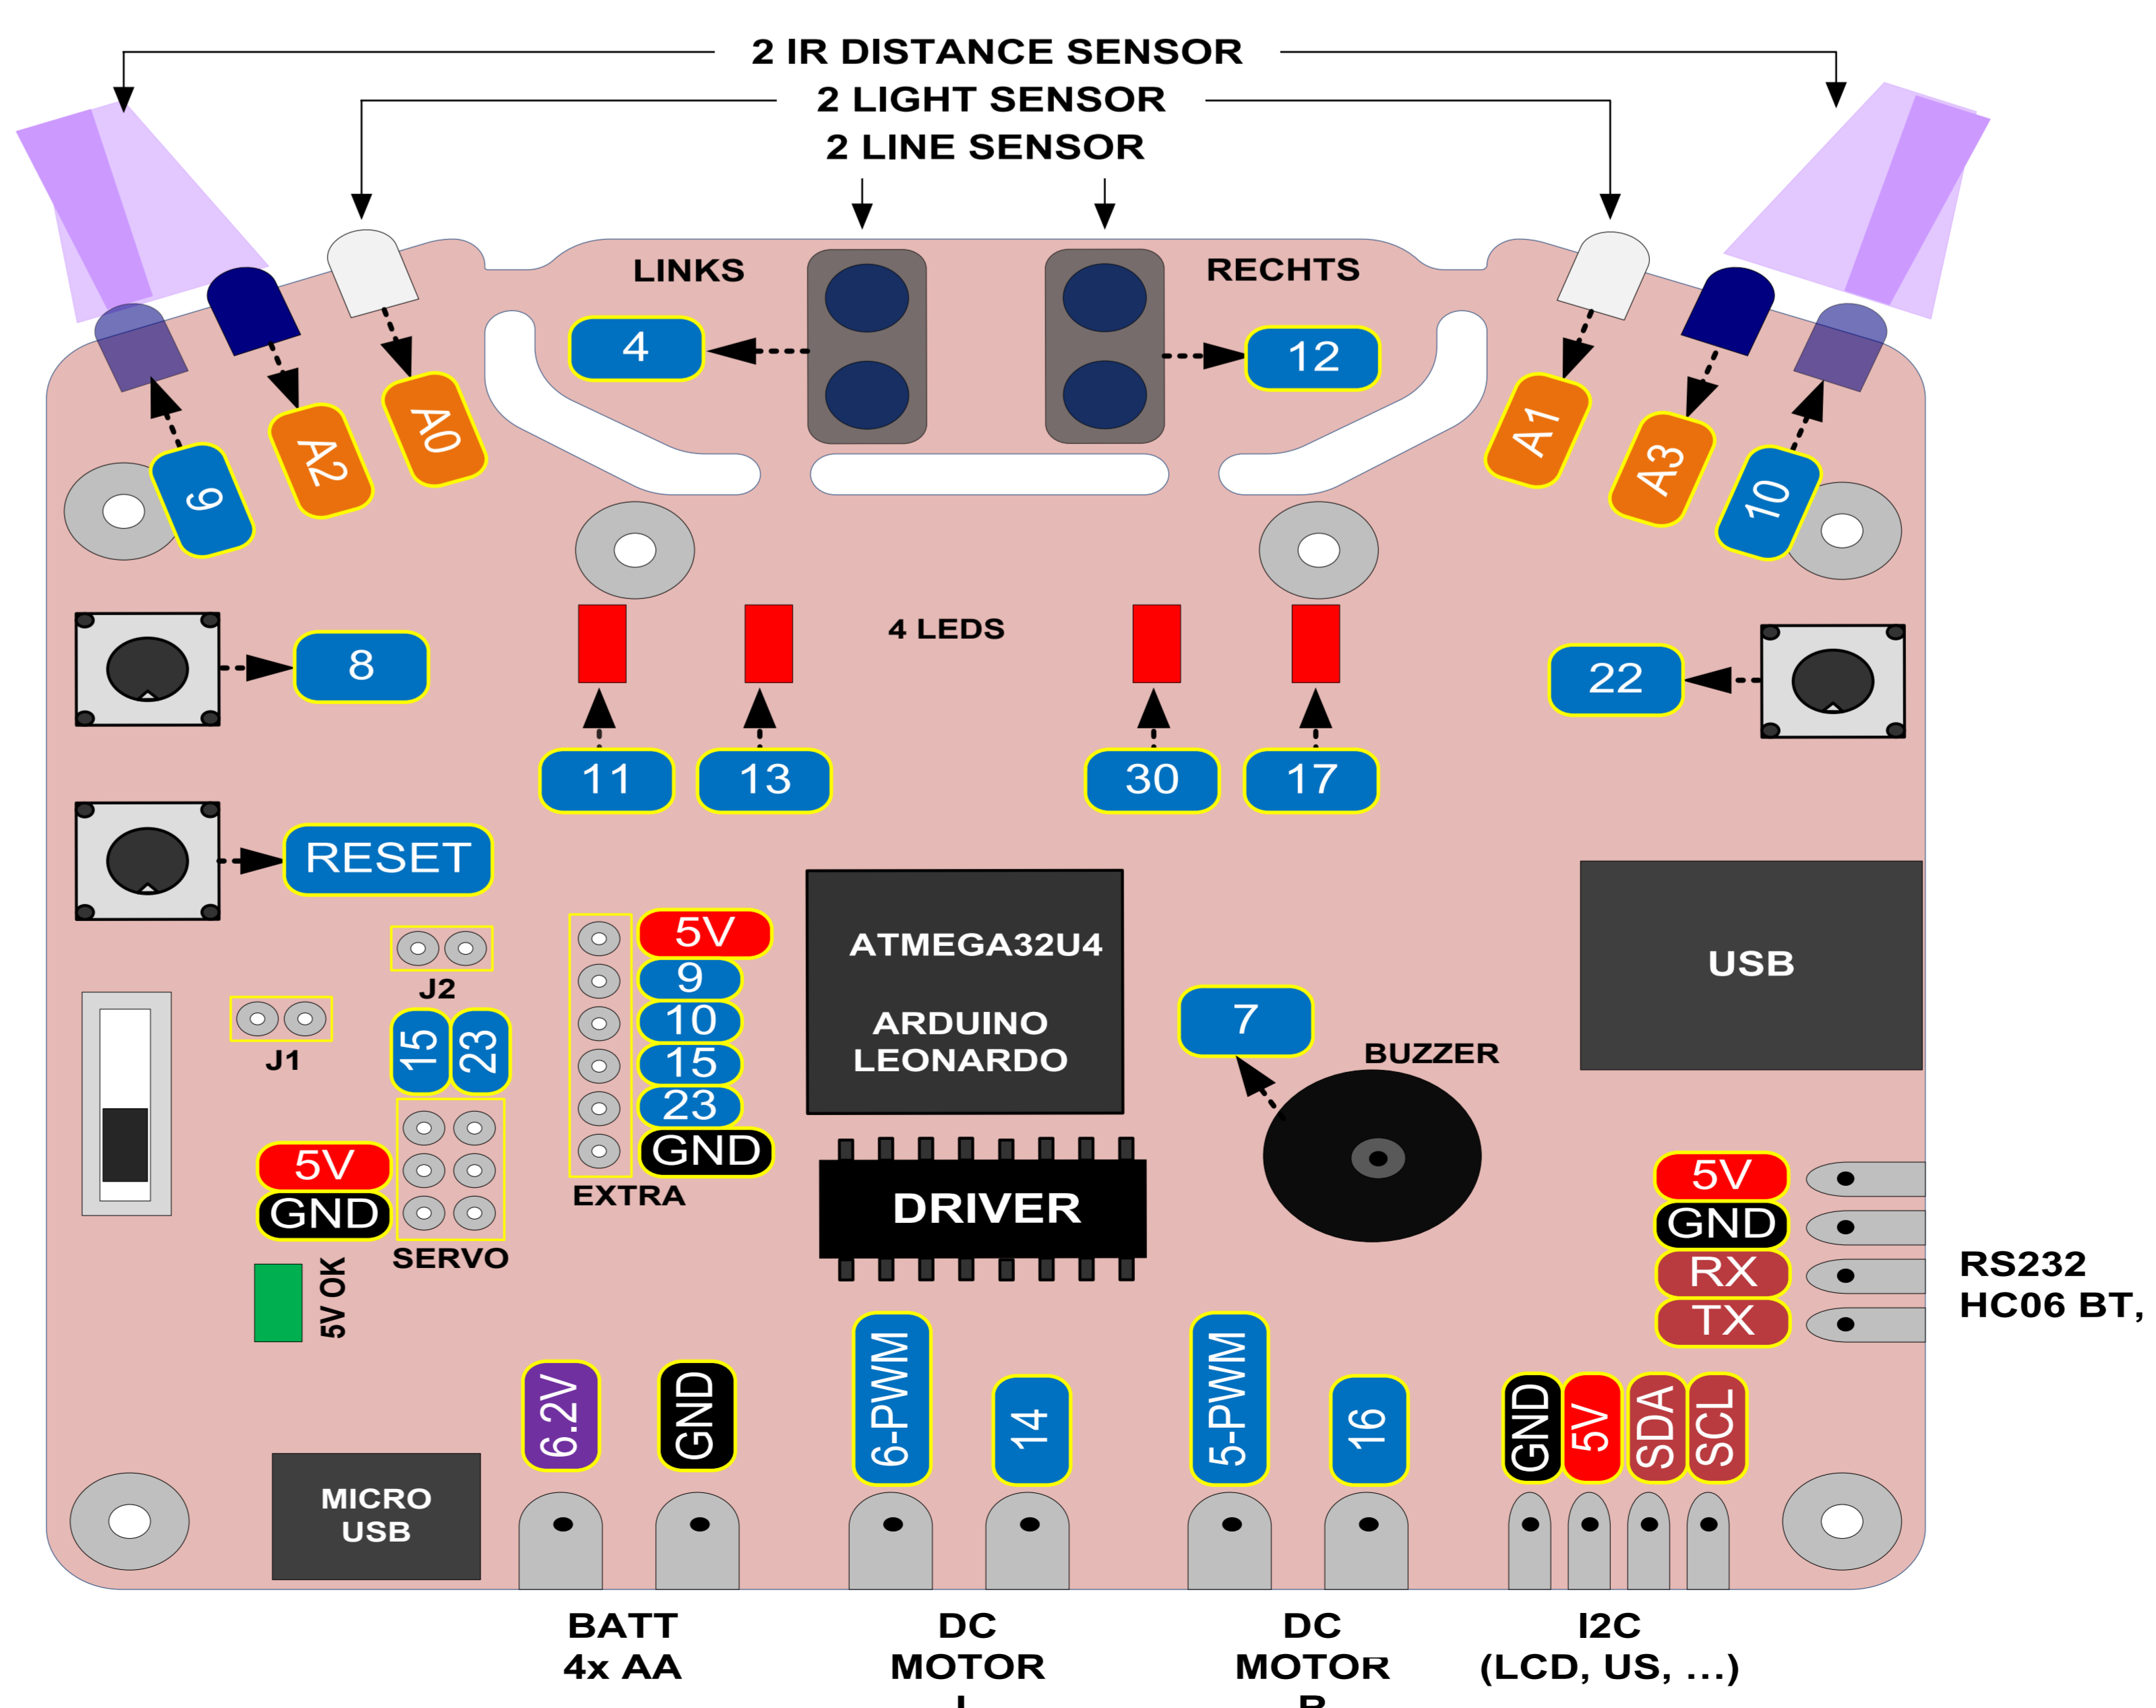 2 IR DISTANCE SENSOR
2 LIGHT SENSOR
2 LINE SENSOR
LINKS
RECHTS
4
12
9
A2
A0
A1
A3
10
8
4 LEDS
22
11
13
30
17
RESET
5V
9
10
15
23
GND
EXTRA
ATMEGA32U4
ARDUINO
LEONARDO
USB
J2
J1
15
23
7
BUZZER
5V
GND
SERVO
5V OK
DRIVER
5V
GND
RX
TX
RS232
HC06 BT,
6.2V
GND
6-PWM
14
5-PWM
16
GND
5V
SDA
SCL
MICRO
USB
BATT
4x AA
DC
MOTOR
DC
MOTOR
I2C
(LCD, US, ...)